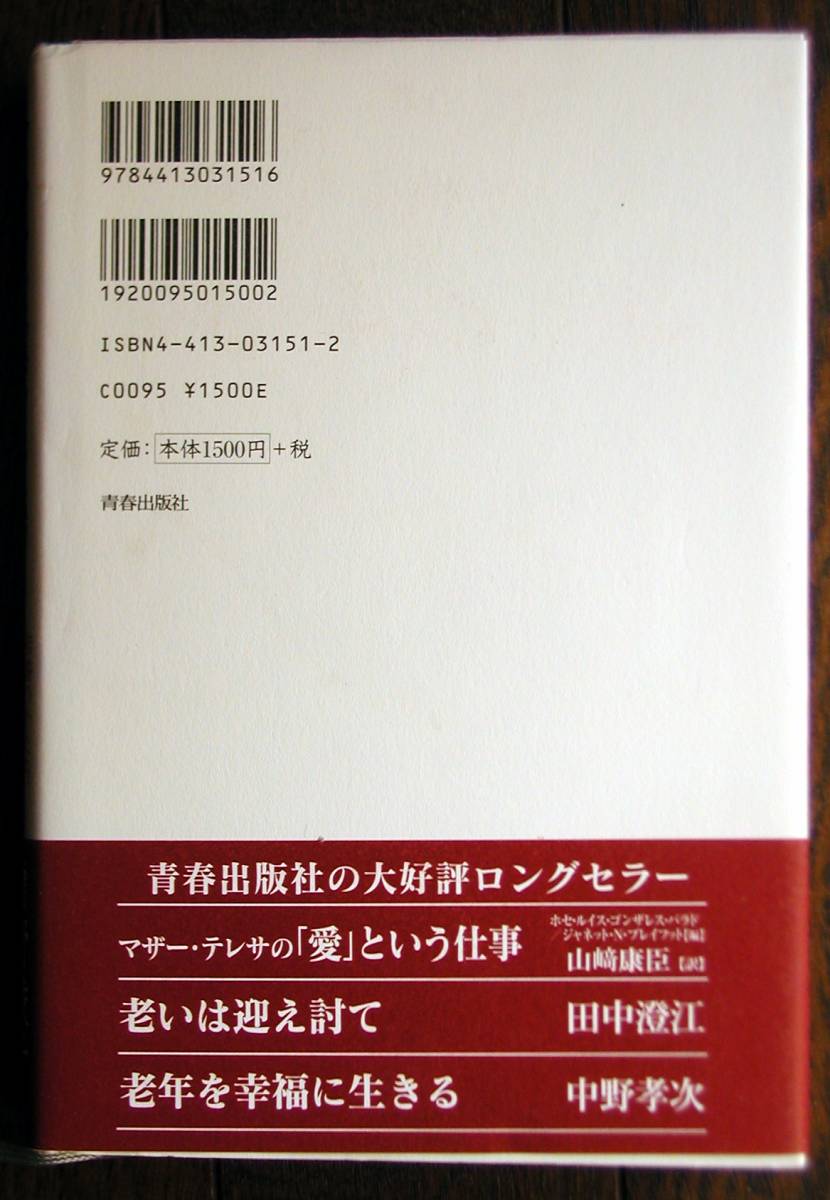 9784413031516
1920095015002
ISBN4-413-03151-2
C0095 ¥1500E
定価：本体1500円＋税
青春出版社
青春出版社の大好評ロングセラー
マザー・テレサの「愛」という仕事
ホセ・ルイス・ゴンザレス・バラド
／ジャネット・N・プレイフット【編】
山﨑康臣【訳】
老いは迎え討て 田中澄江
老年を幸福に生きる 中野孝次